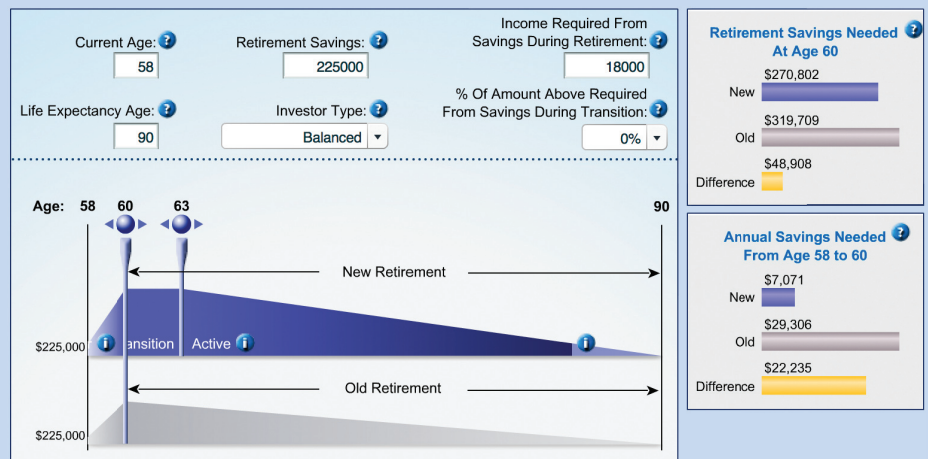 Current Age: ?
58
Retirement Savings: ?
225000
Income Required From
Savings During Retirement: ?
18000
Life Expectancy Age: ?
90
Investor Type: ?
Balanced
% Of Amount Above Required
From Savings During Transition: ?
0%
Age: 58 60 63 90
New Retirement
$225,000 i ansition Active i i
Old Retirement
$225,000
Retirement Savings Needed ?
At Age 60
$270,802
New
$319,709
Old
$48,908
Difference
Annual Savings Needed ?
From Age 58 to 60
$7,071
New
$29,306
Old
$22,235
Difference